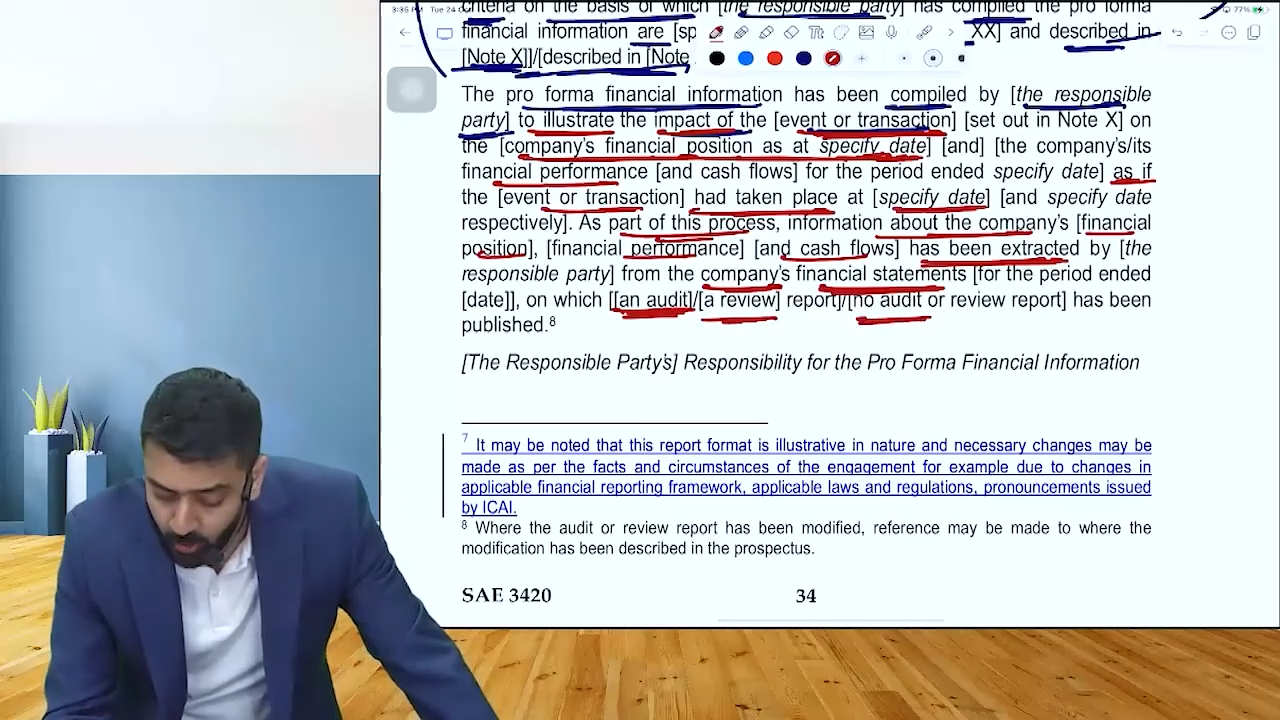 3:35 PM Tue 24 O
77%
criteria on the basis of which [the responsible party] has compiled the pro forma
financial information are [sp XX] and described in
[Note X]]/[described in [Note
The pro forma financial information has been compiled by [the responsible
party] to illustrate the impact of the [event or transaction] [set out in Note X] on
the [company's financial position as at specify date] [and] [the company's/its
financial performance [and cash flows] for the period ended specify date] as if
the [event or transaction] had taken place at [specify date] [and specify date
respectively]. As part of this process, information about the company's [financial
position], [financial performance] [and cash flows] has been extracted by [the
responsible party] from the company's financial statements [for the period ended
[date]], on which [[an audit]/[a review] report]/[no audit or review report] has been
published.8
[The Responsible Party's] Responsibility for the Pro Forma Financial Information
7 It may be noted that this report format is illustrative in nature and necessary changes may be
made as per the facts and circumstances of the engagement for example due to changes in
applicable financial reporting framework, applicable laws and regulations, pronouncements issued
by ICAI.
8 Where the audit or review report has been modified, reference may be made to where the
modification has been described in the prospectus.
SAE 3420 34